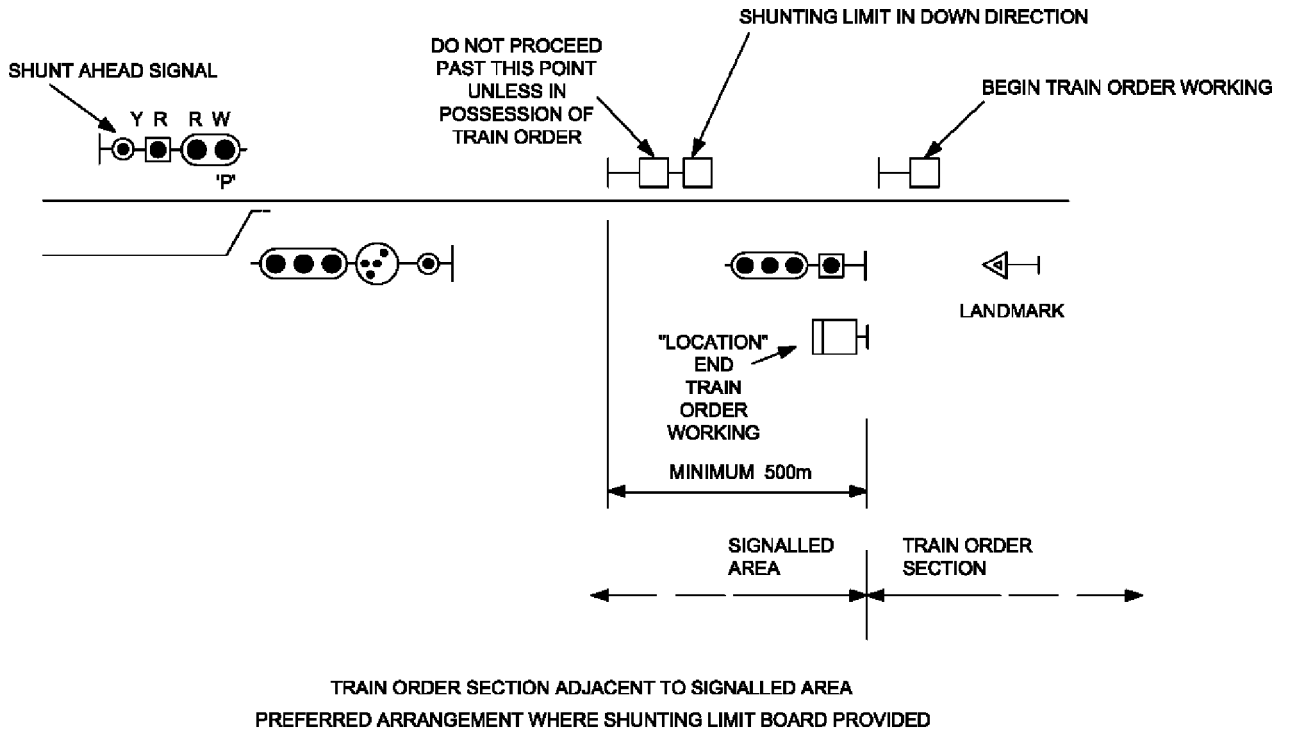 SHUNTING LIMIT IN DOWN DIRECTION
DO NOT PROCEED
PAST THIS POINT
UNLESS IN
POSSESSION OF
TRAIN ORDER
SHUNT AHEAD SIGNAL
BEGIN TRAIN ORDER WORKING
Y R R W
'P'
LANDMARK
"LOCATION"
END
TRAIN
ORDER
WORKING
MINIMUM 500m
SIGNALLED
AREA
TRAIN ORDER
SECTION
TRAIN ORDER SECTION ADJACENT TO SIGNALLED AREA
PREFERRED ARRANGEMENT WHERE SHUNTING LIMIT BOARD PROVIDED